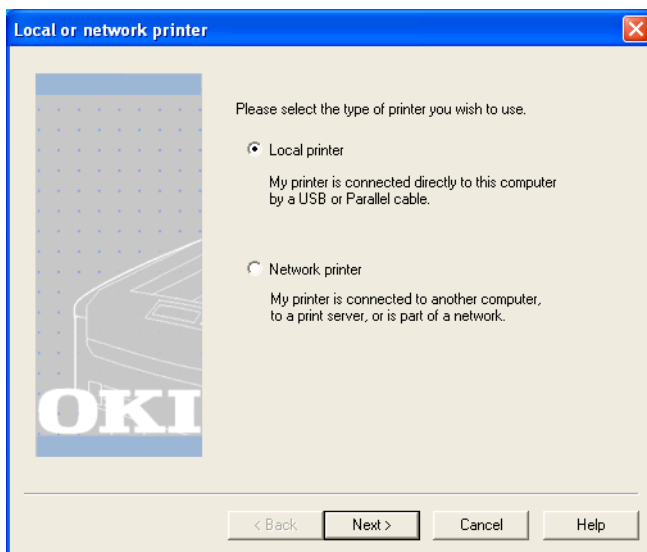 Local or network printer
Please select the type of printer you wish to use.
Local printer
My printer is connected directly to this computer
by a USB or Parallel cable.
Network printer
My printer is connected to another computer,
to a print server, or is part of a network.
OKI
< Back
Next >
Cancel
Help